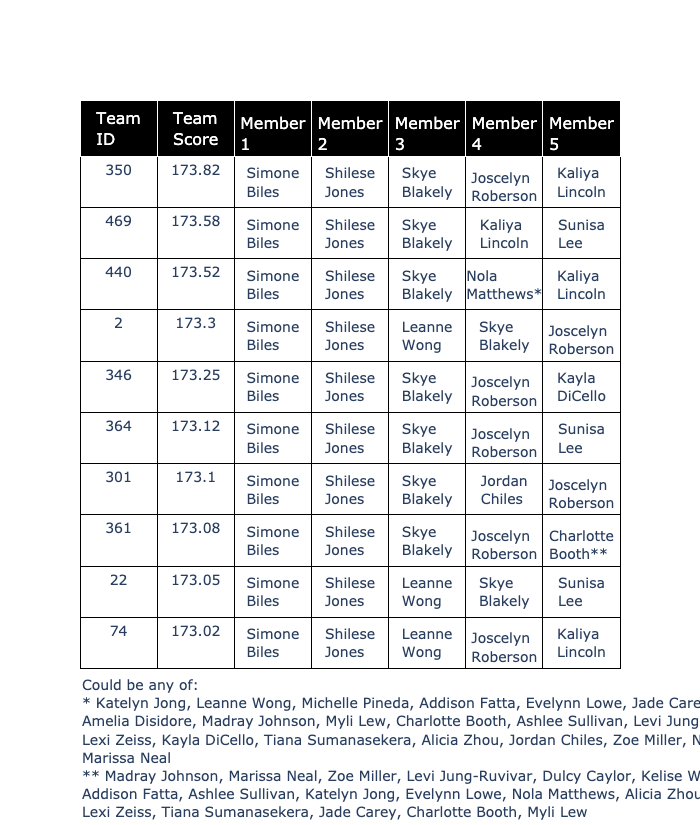 Team ID Team Score Member 1 Member 2 Member 3 Member 4 Member 5
350 173.82 Simone Biles Shilese Jones Skye Blakely Joscelyn Roberson Kaliya Lincoln
469 173.58 Simone Biles Shilese Jones Skye Blakely Kaliya Lincoln Sunisa Lee
440 173.52 Simone Biles Shilese Jones Skye Blakely Nola Matthews* Kaliya Lincoln
2 173.3 Simone Biles Shilese Jones Leanne Wong Skye Blakely Joscelyn Roberson
346 173.25 Simone Biles Shilese Jones Skye Blakely Joscelyn Roberson Kayla DiCello
364 173.12 Simone Biles Shilese Jones Skye Blakely Joscelyn Roberson Sunisa Lee
301 173.1 Simone Biles Shilese Jones Skye Blakely Jordan Chiles Joscelyn Roberson
361 173.08 Simone Biles Shilese Jones Skye Blakely Joscelyn Roberson Charlotte Booth**
22 173.05 Simone Biles Shilese Jones Leanne Wong Skye Blakely Sunisa Lee
74 173.02 Simone Biles Shilese Jones Leanne Wong Joscelyn Roberson Kaliya Lincoln
Could be any of:
* Katelyn Jong, Leanne Wong, Michelle Pineda, Addison Fatta, Evelynn Lowe, Jade Care
Amelia Disidore, Madray Johnson, Myli Lew, Charlotte Booth, Ashlee Sullivan, Levi Jung
Lexi Zeiss, Kayla DiCello, Tiana Sumanasekera, Alicia Zhou, Jordan Chiles, Zoe Miller, N
Marissa Neal
** Madray Johnson, Marissa Neal, Zoe Miller, Levi Jung-Ruvivar, Dulcy Caylor, Kelise W
Addison Fatta, Ashlee Sullivan, Katelyn Jong, Evelynn Lowe, Nola Matthews, Alicia Zhou
Lexi Zeiss, Tiana Sumanasekera, Jade Carey, Charlotte Booth, Myli Lew